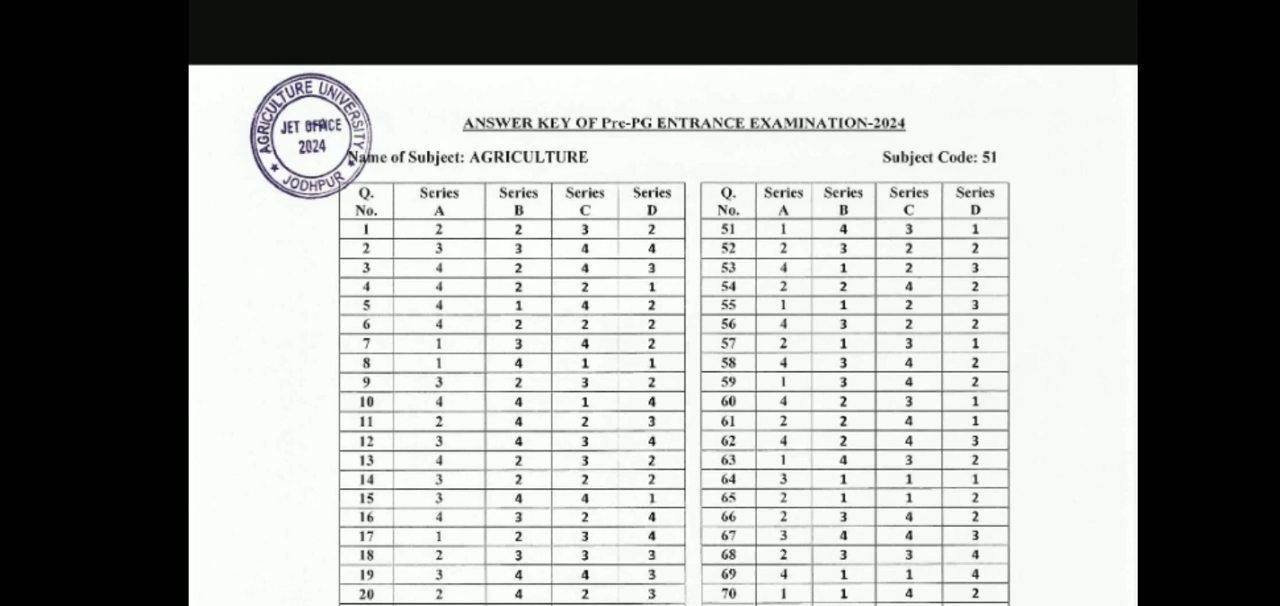 AGRICULTURE UNIVERSITY
JET OFFICE
2024
JODHPUR
ANSWER KEY OF Pre-PG ENTRANCE EXAMINATION-2024
Name of Subject: AGRICULTURE Subject Code: 51
Q. Series Series Series Series Q. Series Series Series Series
No. A B C D No. A B C D
1 2 2 3 2 51 1 4 3 1
2 3 3 4 4 52 2 3 2 2
3 4 2 4 3 53 4 1 2 3
4 4 2 2 1 54 2 2 4 2
5 4 1 4 2 55 1 1 2 3
6 4 2 2 2 56 4 3 2 2
7 1 3 4 2 57 2 1 3 1
8 1 4 1 1 58 4 3 4 2
9 3 2 3 2 59 1 3 4 2
10 4 4 1 4 60 4 2 3 1
11 2 4 2 3 61 2 2 4 1
12 3 4 3 4 62 4 2 4 3
13 4 2 3 2 63 1 4 3 2
14 3 2 2 2 64 3 1 1 1
15 3 4 4 1 65 2 1 1 2
16 4 3 2 4 66 2 3 4 2
17 1 2 3 4 67 3 4 4 3
18 2 3 3 3 68 2 3 3 4
19 3 4 4 3 69 4 1 1 4
20 2 4 2 3 70 1 1 4 2